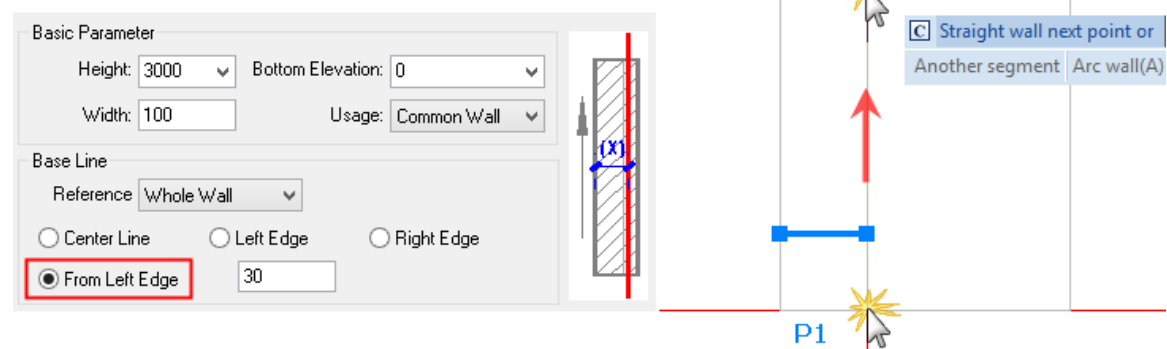 Basic Parameter
Height: 3000 Bottom Elevation: 0
Width: 100 Usage: Common Wall
Base Line
Reference Whole Wall
Center Line Left Edge Right Edge
From Left Edge 30
(X)
C Straight wall next point or
Another segment Arc wall(A)
P1